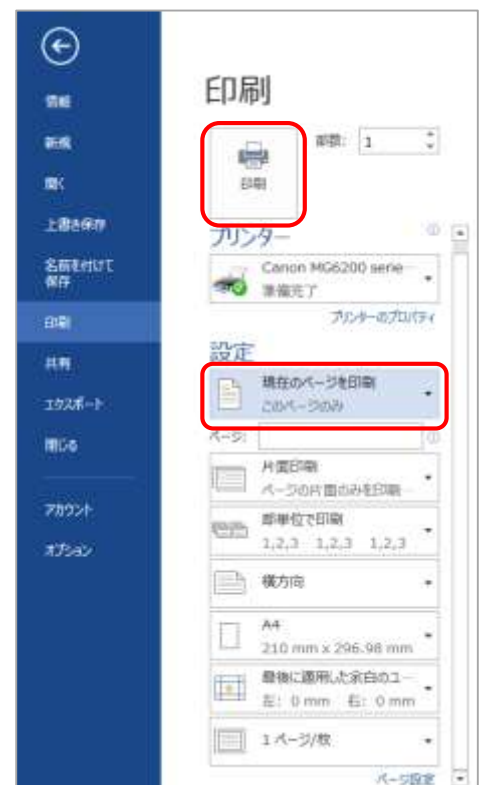 情報
新規
開く
上書き保存
名前を付けて
保存
印刷
共有
エクスポート
閉じる
アカウント
オプション
印刷
印刷
部数: 1
プリンター
Canon MG6200 serie
準備完了
プリンターのプロパティ
設定
現在のページを印刷
このページのみ
ページ:
片面印刷
ページの片面のみを印刷
部単位で印刷
1,2,3 1,2,3 1,2,3
横方向
A4
210 mm x 296.98 mm
最後に適用した余白のユー
左: 0 mm 右: 0 mm
1 ページ/枚
ページ設定